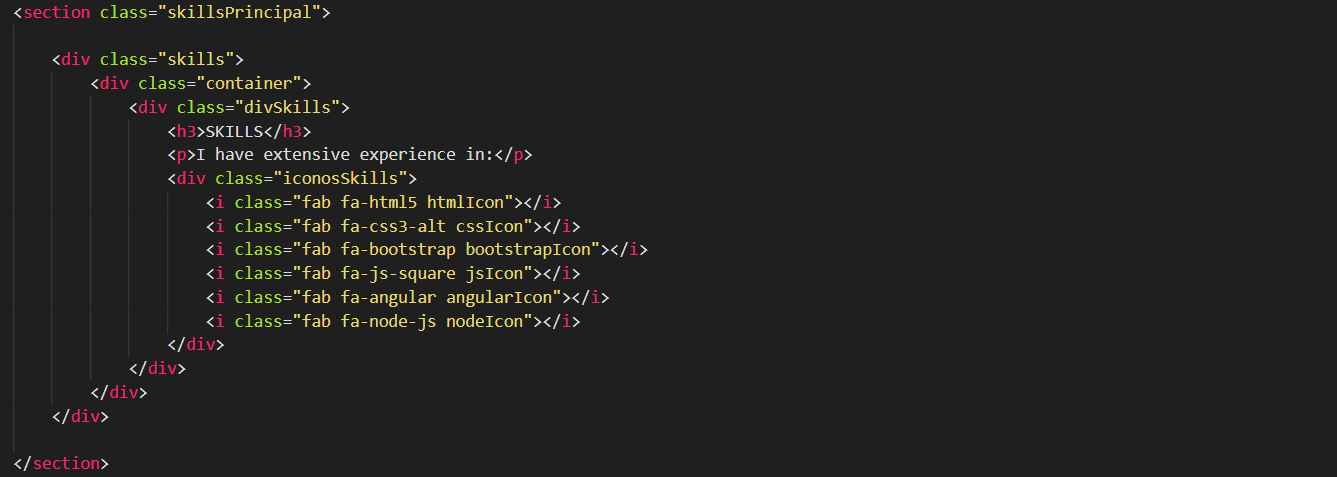 <section class="skillsPrincipal">
<div class="skills">
<div class="container">
<div class="divSkills">
<h3>SKILLS</h3>
<p>I have extensive experience in:</p>
<div class="iconosSkills">
<i class="fab fa-html5 htmlIcon"></i>
<i class="fab fa-css3-alt cssIcon"></i>
<i class="fab fa-bootstrap bootstrapIcon"></i>
<i class="fab fa-js-square jsIcon"></i>
<i class="fab fa-angular angularIcon"></i>
<i class="fab fa-node-js nodeIcon"></i>
</div>
</div>
</div>
</div>
</section>